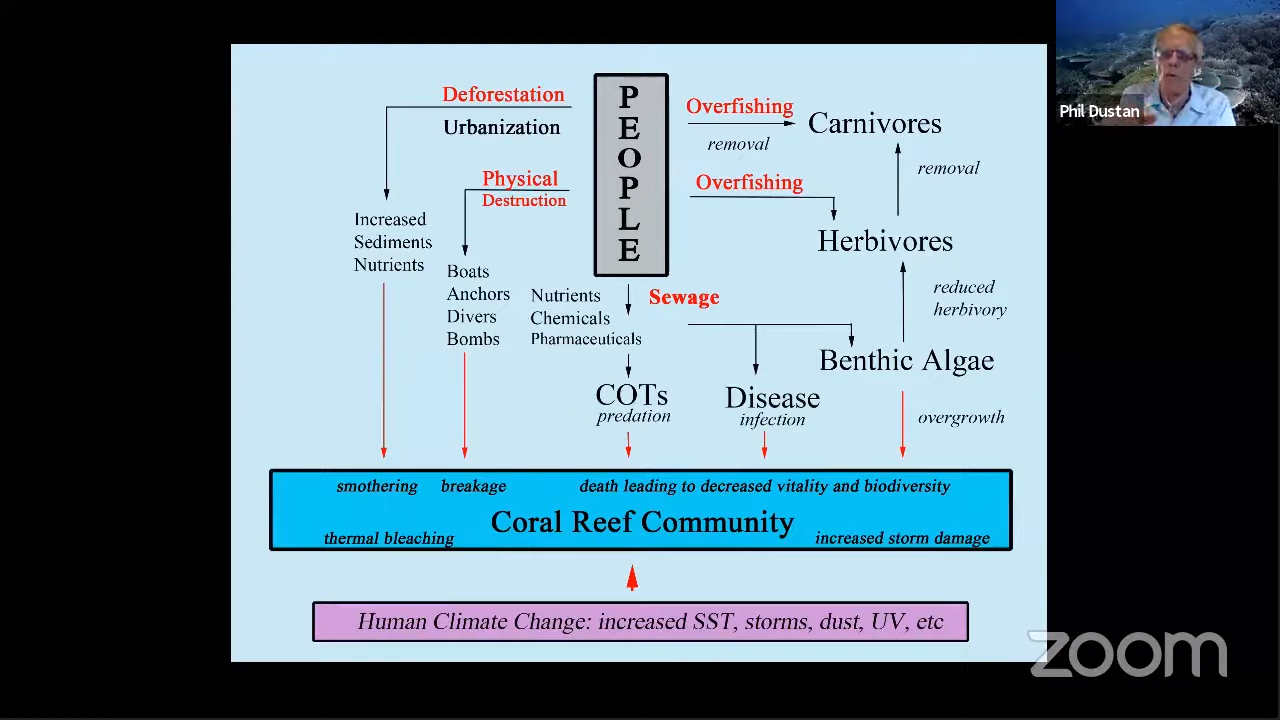 PEOPLE
Deforestation
Urbanization
Physical
Destruction
Increased
Sediments
Nutrients
Boats
Anchors
Divers
Bombs
Nutrients
Chemicals
Pharmaceuticals
Sewage
Overfishing
removal
Carnivores
removal
Overfishing
Herbivores
reduced
herbivory
Benthic Algae
overgrowth
COTs
predation
Disease
infection
smothering breakage death leading to decreased vitality and biodiversity
Coral Reef Community
thermal bleaching increased storm damage
Human Climate Change: increased SST, storms, dust, UV, etc
Phil Dustan
zoom